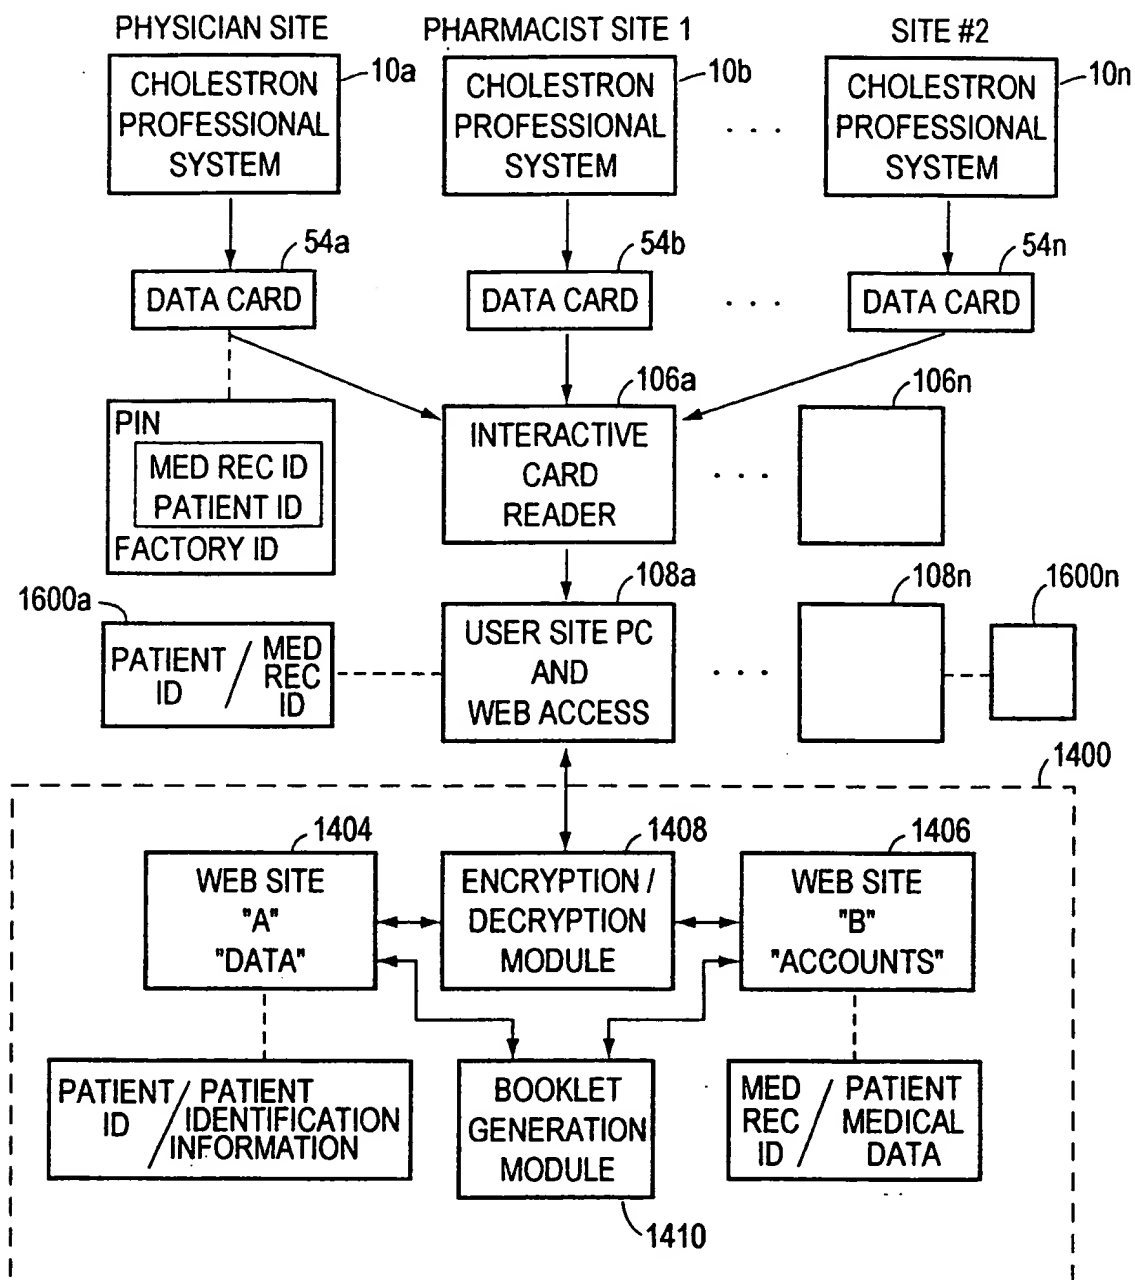 PHYSICIAN SITE
PHARMACIST SITE 1
SITE #2
CHOLESTRON
PROFESSIONAL
SYSTEM
10a
CHOLESTRON
PROFESSIONAL
SYSTEM
10b
. . .
CHOLESTRON
PROFESSIONAL
SYSTEM
10n
54a
DATA CARD
54b
DATA CARD
. . .
54n
DATA CARD
PIN
MED REC ID
PATIENT ID
FACTORY ID
106a
INTERACTIVE
CARD
READER
. . .
106n
1600a
PATIENT
ID
/
MED
REC
ID
108a
USER SITE PC
AND
WEB ACCESS
. . .
108n
1600n
1400
1404
WEB SITE
"A"
"DATA"
1408
ENCRYPTION /
DECRYPTION
MODULE
1406
WEB SITE
"B"
"ACCOUNTS"
PATIENT
ID
/
PATIENT
IDENTIFICATION
INFORMATION
BOOKLET
GENERATION
MODULE
1410
MED
REC
ID
/
PATIENT
MEDICAL
DATA